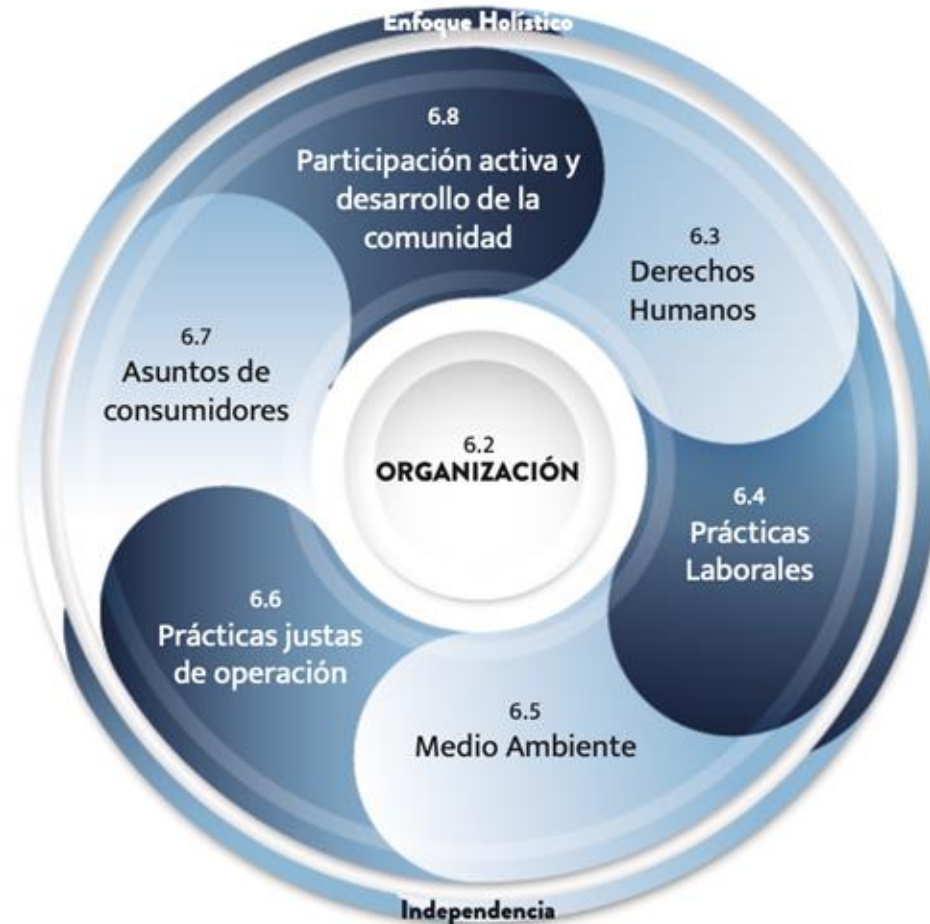 Enfoque Holístico
6.8
Participación activa y
desarrollo de la
comunidad
6.3
Derechos
Humanos
6.7
Asuntos de
consumidores
6.2
ORGANIZACIÓN
6.4
Prácticas
Laborales
6.6
Prácticas justas
de operación
6.5
Medio Ambiente
Independencia